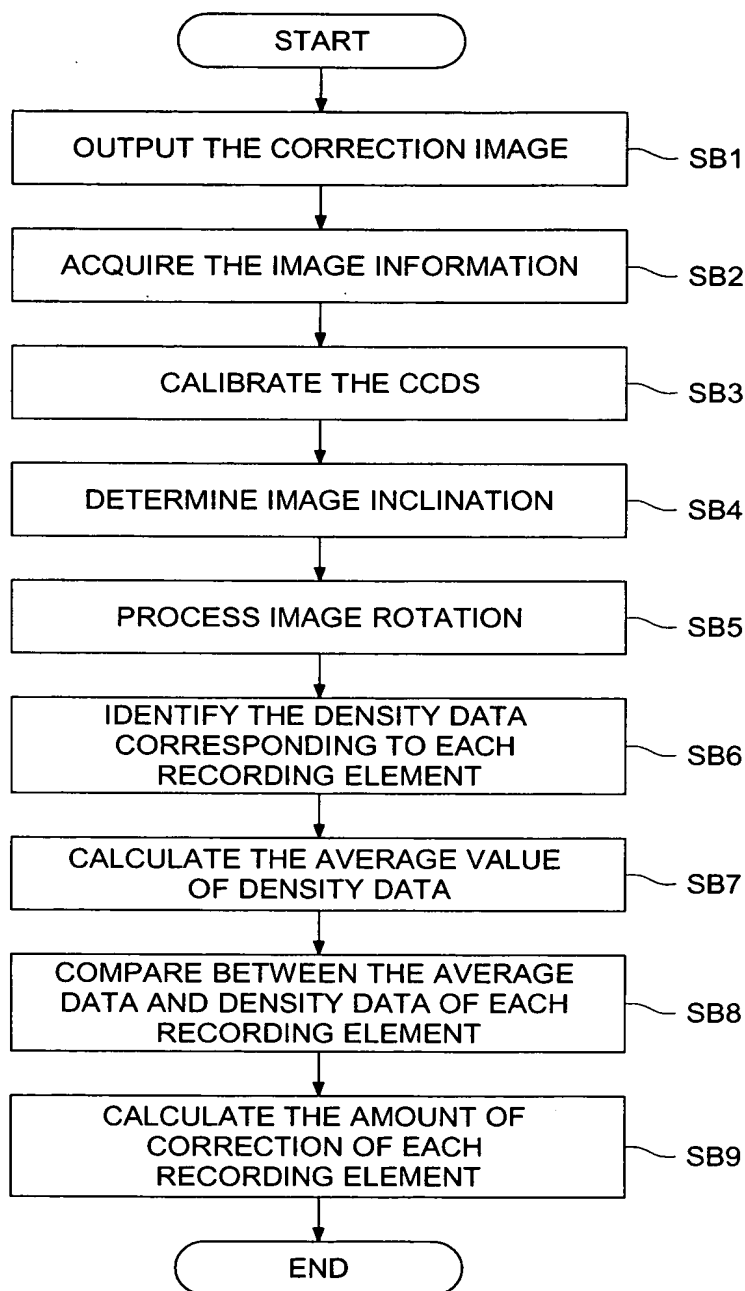 START
OUTPUT THE CORRECTION IMAGE
SB1
ACQUIRE THE IMAGE INFORMATION
SB2
CALIBRATE THE CCDS
SB3
DETERMINE IMAGE INCLINATION
SB4
PROCESS IMAGE ROTATION
SB5
IDENTIFY THE DENSITY DATA
CORRESPONDING TO EACH
RECORDING ELEMENT
SB6
CALCULATE THE AVERAGE VALUE
OF DENSITY DATA
SB7
COMPARE BETWEEN THE AVERAGE
DATA AND DENSITY DATA OF EACH
RECORDING ELEMENT
SB8
CALCULATE THE AMOUNT OF
CORRECTION OF EACH
RECORDING ELEMENT
SB9
END